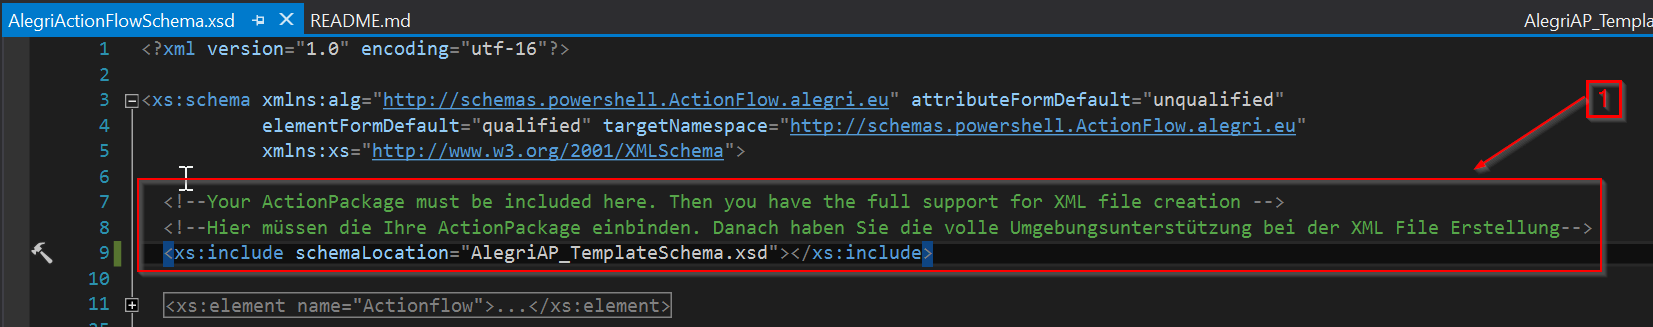 AlegriActionFlowSchema.xsd README.md AlegriAP_Templa
1 <?xml version="1.0" encoding="utf-16"?>
2
3 <xs:schema xmlns:alg="http://schemas.powershell.ActionFlow.alegri.eu" attributeFormDefault="unqualified"
1
4 elementFormDefault="qualified" targetNamespace="http://schemas.powershell.ActionFlow.alegri.eu"
5 xmlns:xs="http://www.w3.org/2001/XMLSchema">
6
7 <!--Your ActionPackage must be included here. Then you have the full support for XML file creation -->
8 <!--Hier müssen die Ihre ActionPackage einbinden. Danach haben Sie die volle Umgebungsunterstützung bei der XML File Erstellung-->
9 <xs:include schemaLocation="AlegriAP_TemplateSchema.xsd"></xs:include>
10
11 <xs:element name="Actionflow">...</xs:element>